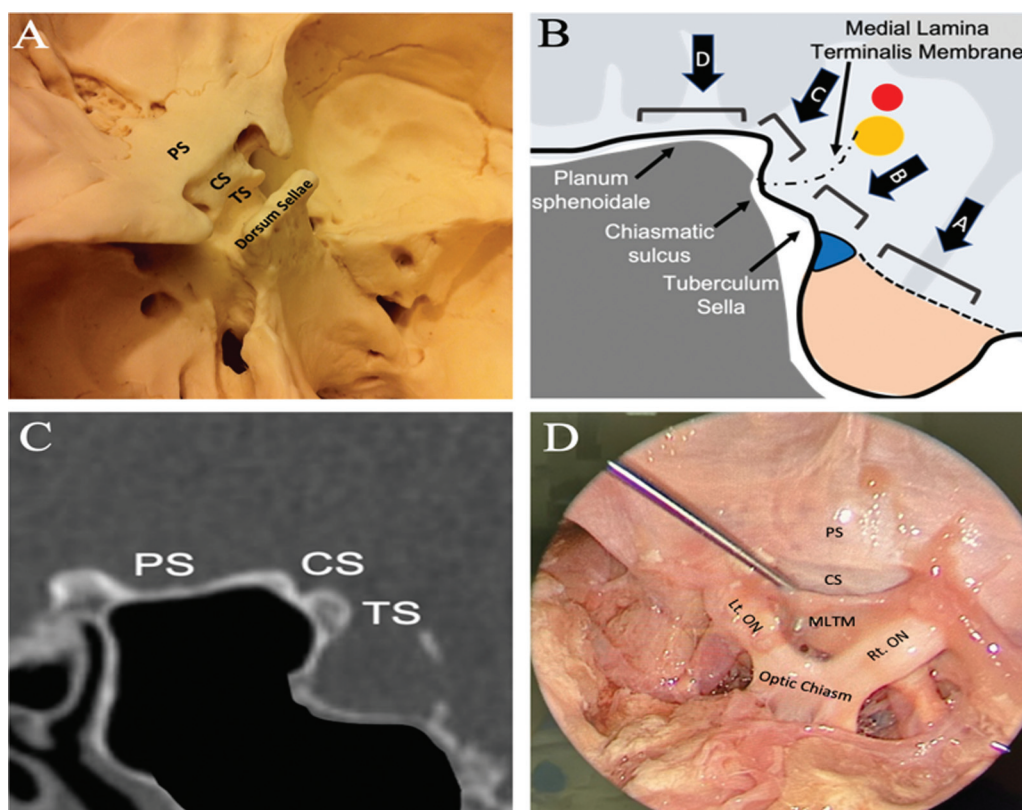 A
PS
CS
TS
Dorsum Sellae
B
Medial Lamina
Terminalis Membrane
D
C
B
A
Planum
sphenoidale
Chiasmatic
sulcus
Tuberculum
Sella
C
PS
CS
TS
D
PS
CS
MLTM
Lt. ON
Rt. ON
Optic Chiasm